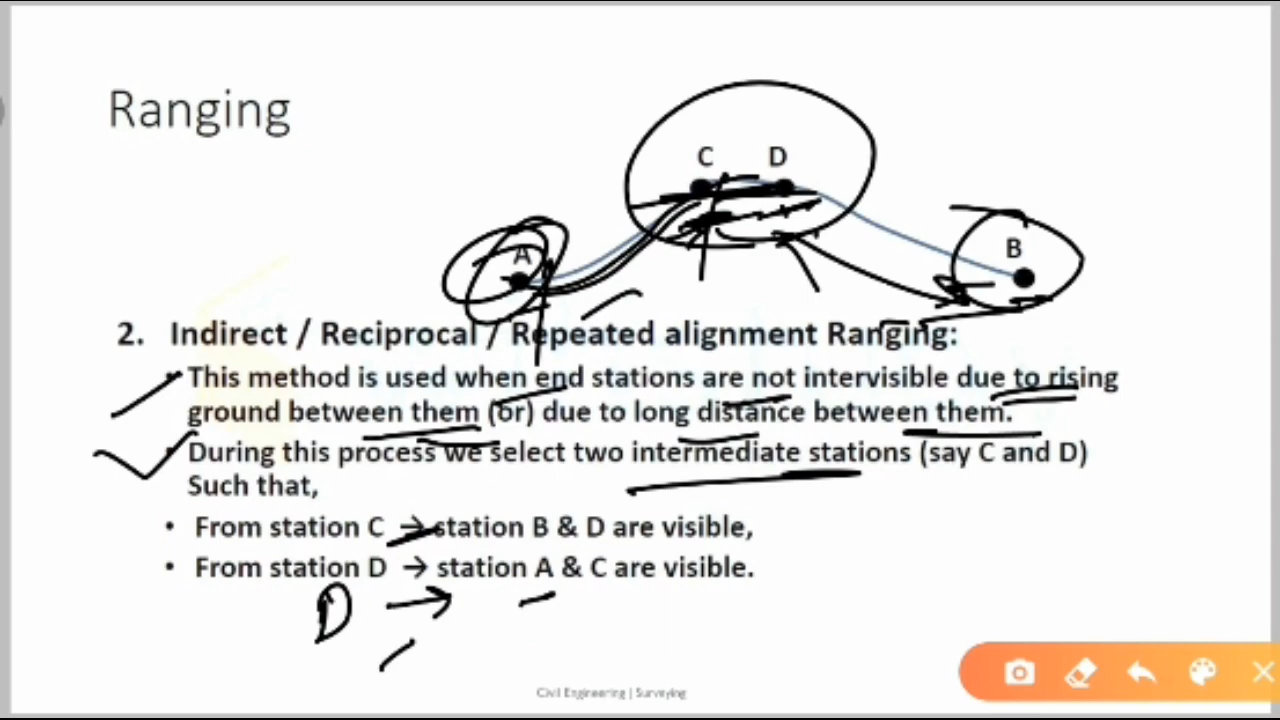 Ranging
C D
A
B
2. Indirect / Reciprocal / Repeated alignment Ranging:
This method is used when end stations are not intervisible due to rising
ground between them (or) due to long distance between them.
During this process we select two intermediate stations (say C and D)
Such that,
• From station C → station B & D are visible,
• From station D → station A & C are visible.
D →
Civil Engineering | Surveying